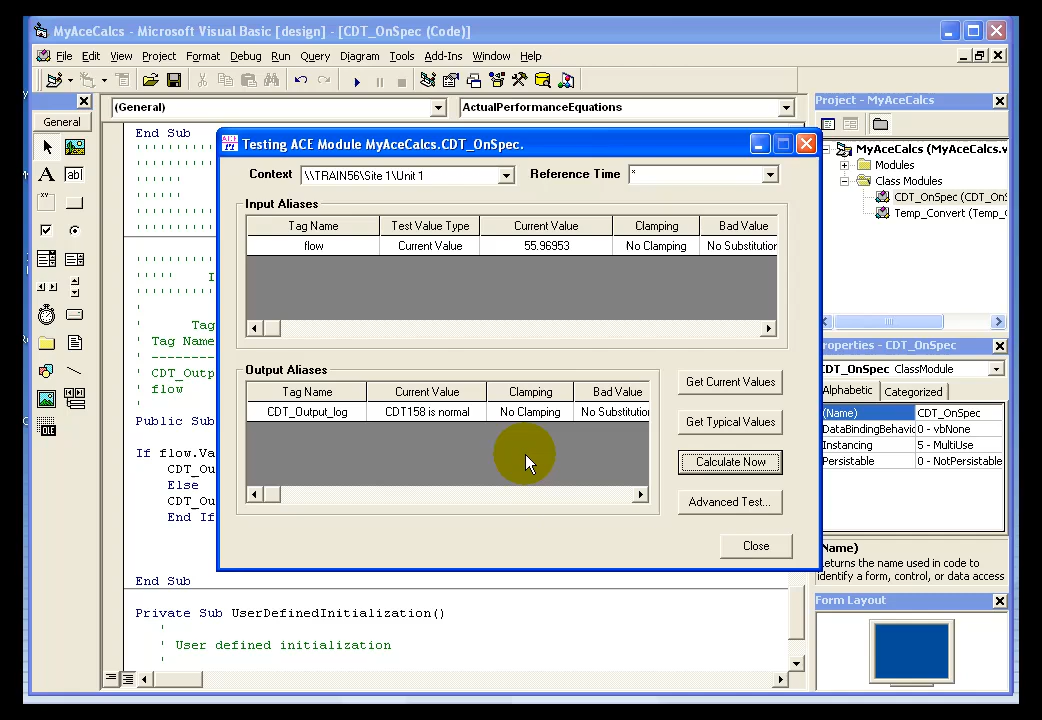 MyAceCalcs - Microsoft Visual Basic [design] - [CDT_OnSpec (Code)]
File Edit View Project Format Debug Run Query Diagram Tools Add-Ins Window Help
General
(General)
ActualPerformanceEquations
End Sub
' Tag
' Tag Name
' --------
' CDT_Outp
' flow
Public Su
If flow.Va
CDT_Ou
Else
CDT_Ou
End If
End Sub
Private Sub UserDefinedInitialization()
'
' User defined initialization
'
Testing ACE Module MyAceCalcs.CDT_OnSpec.
Context \\TRAIN56\Site 1\Unit 1 Reference Time *
Input Aliases
Tag Name Test Value Type Current Value Clamping Bad Value
flow Current Value 55.96953 No Clamping No Substitution
Output Aliases
Tag Name Current Value Clamping Bad Value
CDT_Output_log CDT158 is normal No Clamping No Substitution
Get Current Values
Get Typical Values
Calculate Now
Advanced Test...
Close
Project - MyAceCalcs
MyAceCalcs (MyAceCalcs.v
Modules
Class Modules
CDT_OnSpec (CDT_On
Temp_Convert (Temp_C
roperties - CDT_OnSpec
CDT_OnSpec ClassModule
Alphabetic Categorized
(Name) CDT_OnSpec
DataBindingBehavio 0 - vbNone
Instancing 5 - MultiUse
Persistable 0 - NotPersistable
(Name)
Returns the name used in code to
identify a form, control, or data access
Form Layout